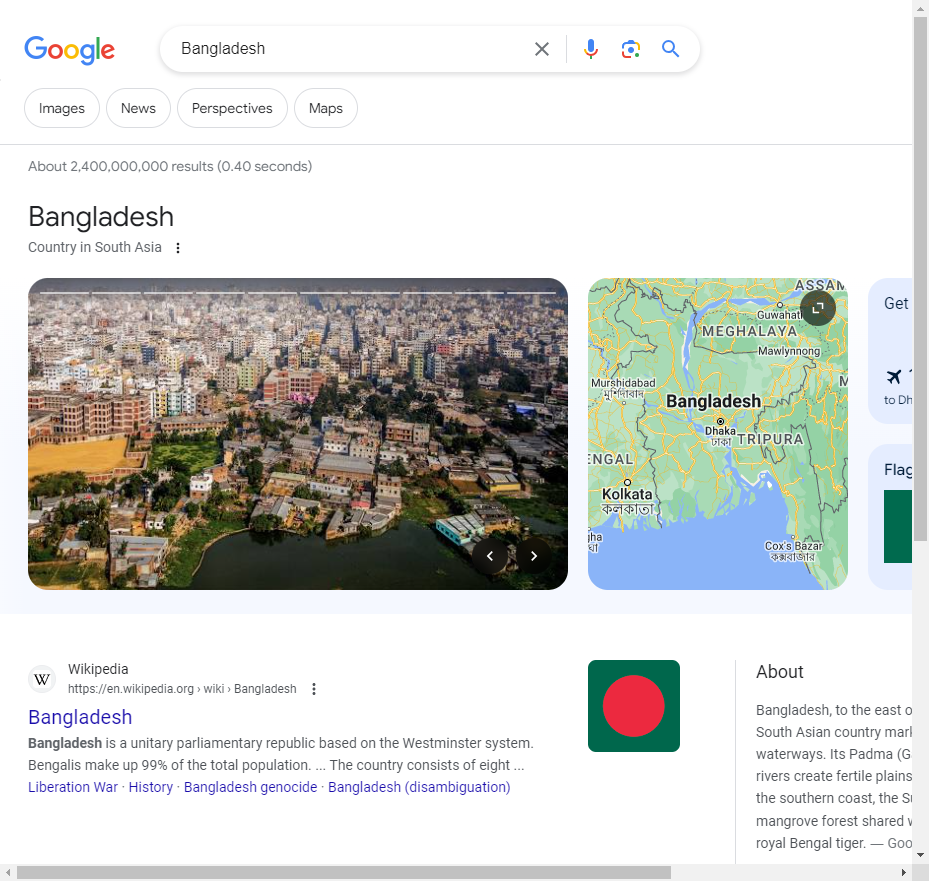 Google
Bangladesh
Images
News
Perspectives
Maps
About 2,400,000,000 results (0.40 seconds)
Bangladesh
Country in South Asia
ASSAM
Guwahati
MEGHALAYA
Mawlynnong
Murshidabad
মুর্শিদাবাদ
Bangladesh
Dhaka
ঢাকা
TRIPURA
ENGAL
Kolkata
কলকাতা
Cox's Bazar
কক্সবাজার
Get
to Dh
Flag
W
Wikipedia
https://en.wikipedia.org › wiki › Bangladesh
Bangladesh
Bangladesh is a unitary parliamentary republic based on the Westminster system.
Bengalis make up 99% of the total population. ... The country consists of eight ...
Liberation War · History · Bangladesh genocide · Bangladesh (disambiguation)
About
Bangladesh, to the east o
South Asian country mark
waterways. Its Padma (Ga
rivers create fertile plains
the southern coast, the Su
mangrove forest shared w
royal Bengal tiger. — Goo